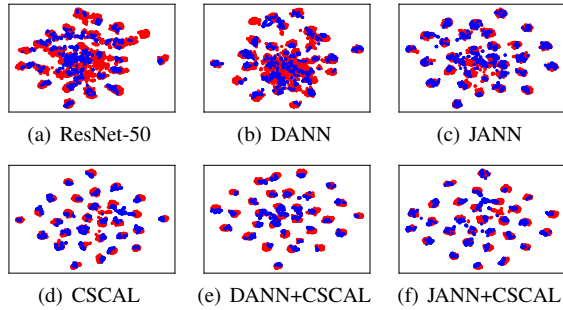 (a) ResNet-50
(b) DANN
(c) JANN
(d) CSCAL
(e) DANN+CSCAL
(f) JANN+CSCAL